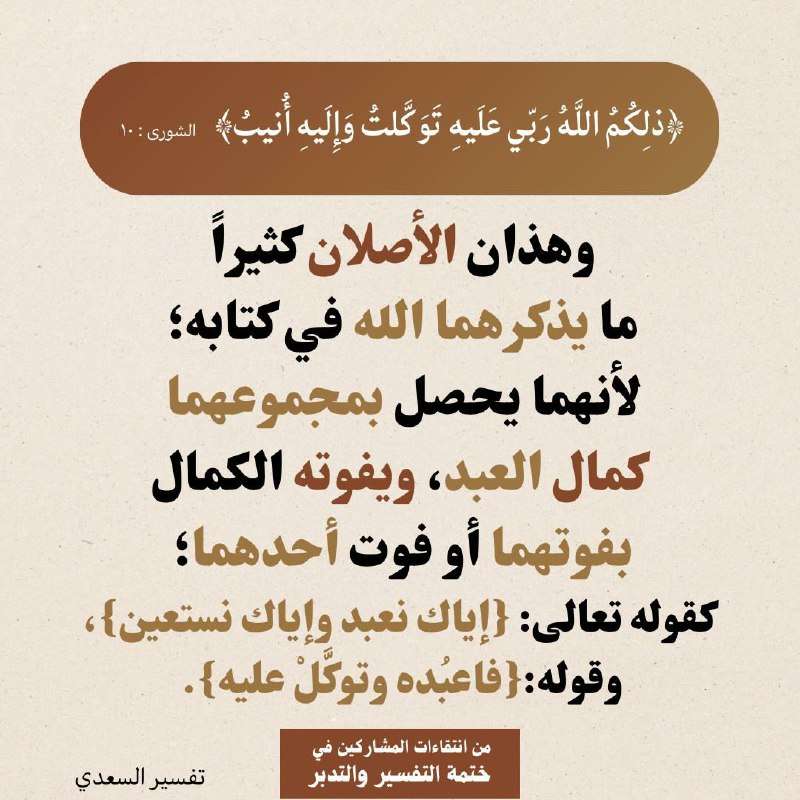 ﴿ذلِكُمُ اللَّهُ رَبّي عَلَيهِ تَوَكَّلتُ وَإِلَيهِ أُنيبُ﴾ الشورى : ١٠
وهذان الأصلان كثيراً
ما يذكرهما الله في كتابه؛
لأنهما يحصل بمجموعهما
كمال العبد، ويفوته الكمال
بفوتهما أو فوت أحدهما؛
كقوله تعالى: {إياك نعبد وإياك نستعين}،
وقوله:{فاعبُده وتوكَّلْ عليه}.
من انتقاءات المشاركين في
ختمة التفسير والتدبر
تفسير السعدي